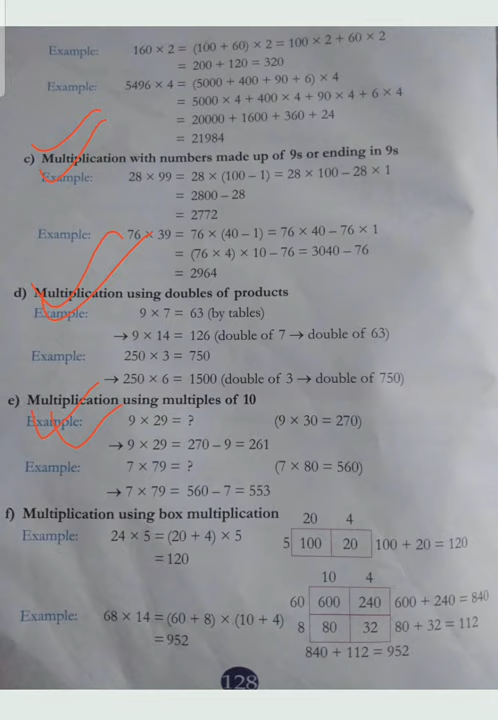 Example: 160 × 2 = (100 + 60) × 2 = 100 × 2 + 60 × 2
= 200 + 120 = 320
Example: 5496 × 4 = (5000 + 400 + 90 + 6) × 4
= 5000 × 4 + 400 × 4 + 90 × 4 + 6 × 4
= 20000 + 1600 + 360 + 24
= 21984
c) Multiplication with numbers made up of 9s or ending in 9s
Example: 28 × 99 = 28 × (100 – 1) = 28 × 100 – 28 × 1
= 2800 – 28
= 2772
Example: 76 × 39 = 76 × (40 – 1) = 76 × 40 – 76 × 1
= (76 × 4) × 10 – 76 = 3040 – 76
= 2964
d) Multiplication using doubles of products
Example: 9 × 7 = 63 (by tables)
→ 9 × 14 = 126 (double of 7 → double of 63)
Example: 250 × 3 = 750
→ 250 × 6 = 1500 (double of 3 → double of 750)
e) Multiplication using multiples of 10
Example: 9 × 29 = ? (9 × 30 = 270)
→ 9 × 29 = 270 – 9 = 261
Example: 7 × 79 = ? (7 × 80 = 560)
→ 7 × 79 = 560 – 7 = 553
f) Multiplication using box multiplication
20 4
Example: 24 × 5 = (20 + 4) × 5 5 100 20 100 + 20 = 120
= 120
10 4
60 600 240 600 + 240 = 840
Example: 68 × 14 = (60 + 8) × (10 + 4) 8 80 32 80 + 32 = 112
= 952
840 + 112 = 952
128